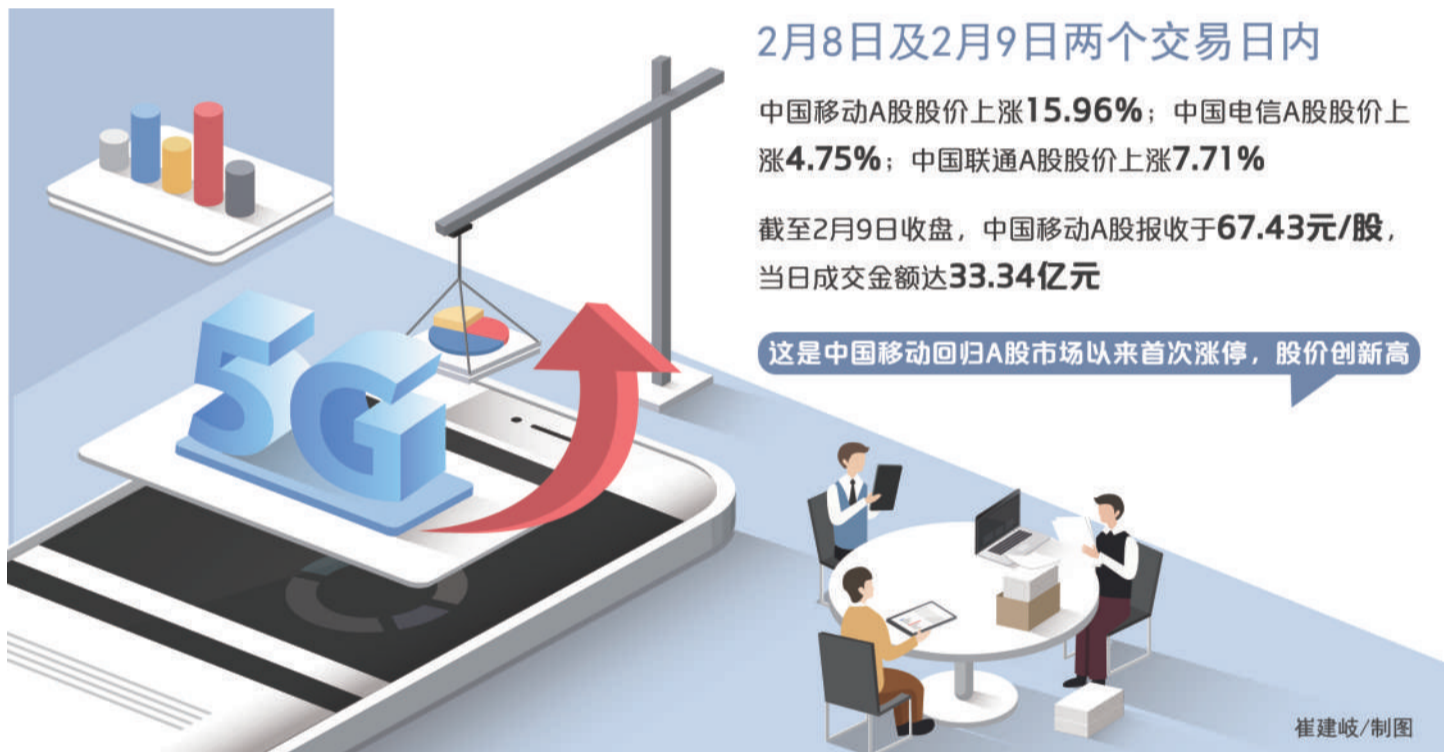 2月8日及2月9日两个交易日内
中国移动A股股价上涨15.96%；中国电信A股股价上
涨4.75%；中国联通A股股价上涨7.71%
截至2月9日收盘，中国移动A股报收于67.43元/股，
当日成交金额达33.34亿元
这是中国移动回归A股市场以来首次涨停，股价创新高
5G
崔建岐/制图